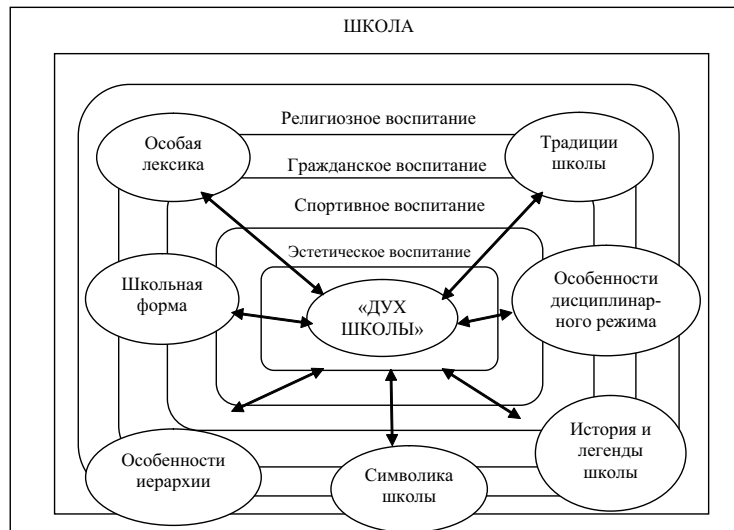 ШКОЛА
Религиозное воспитание
Особая
лексика
Традиции
школы
Гражданское воспитание
Спортивное воспитание
Эстетическое воспитание
Школьная
форма
«ДУХ
ШКОЛЫ»
Особенности
дисциплинар-
ного режима
История и
легенды
школы
Особенности
иерархии
Символика
школы